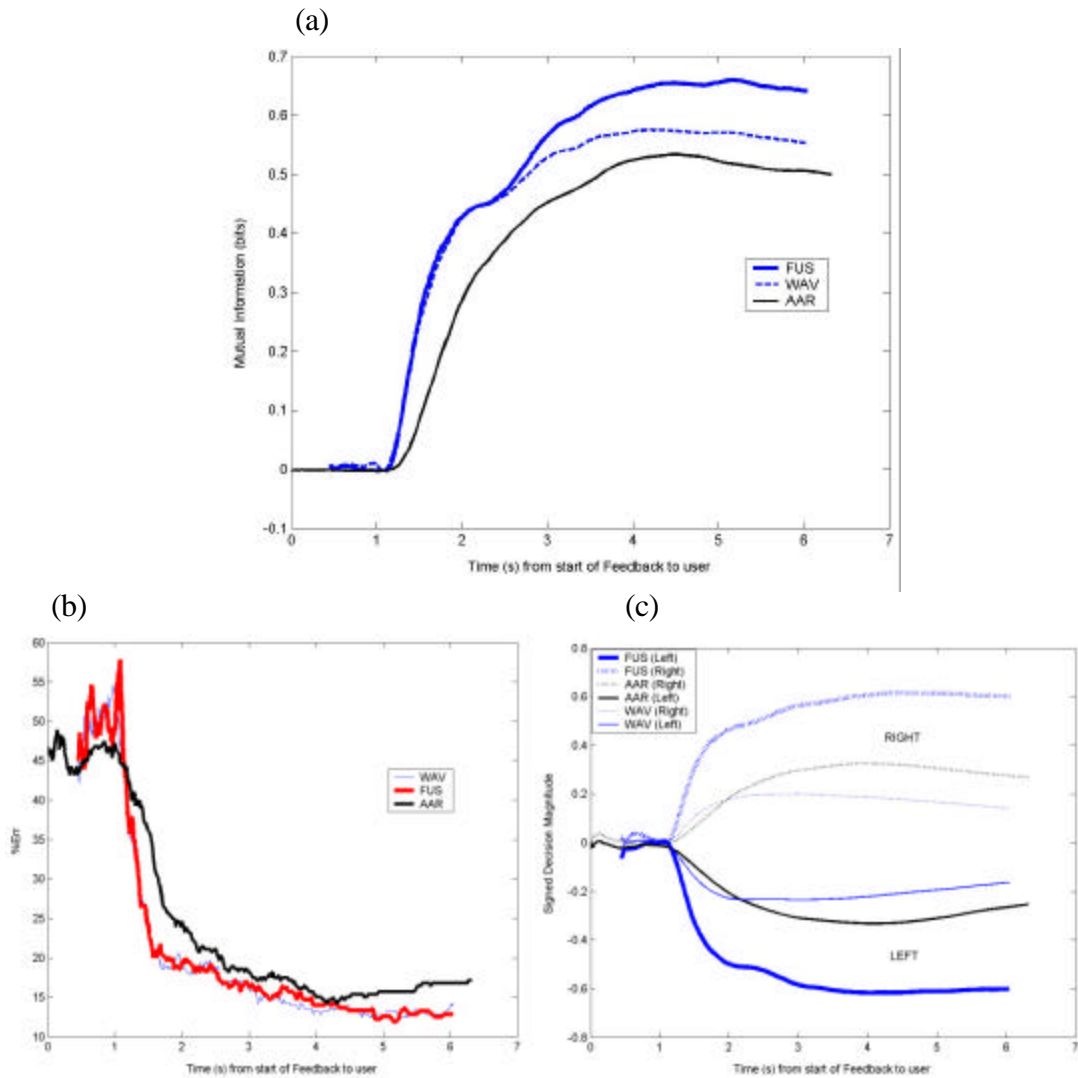 (a)
0.7
0.6
0.5
0.4
0.3
0.2
0.1
0
-0.1
Mutual Information (bits)
FUS
WAV
AAR
0 1 2 3 4 5 6 7
Time (s) from start of Feedback to user
(b)
60
55
50
45
40
35
30
25
20
15
10
%Err
WAV
FUS
AAR
0 1 2 3 4 5 6 7
Time (s) from start of Feedback to user
(c)
0.8
0.6
0.4
0.2
0
-0.2
-0.4
-0.6
-0.8
Signed Decision Magnitude
FUS (Left)
FUS (Right)
AAR (Right)
AAR (Left)
WAV (Right)
WAV (Left)
RIGHT
LEFT
0 1 2 3 4 5 6 7
Time (s) from start of Feedback to user